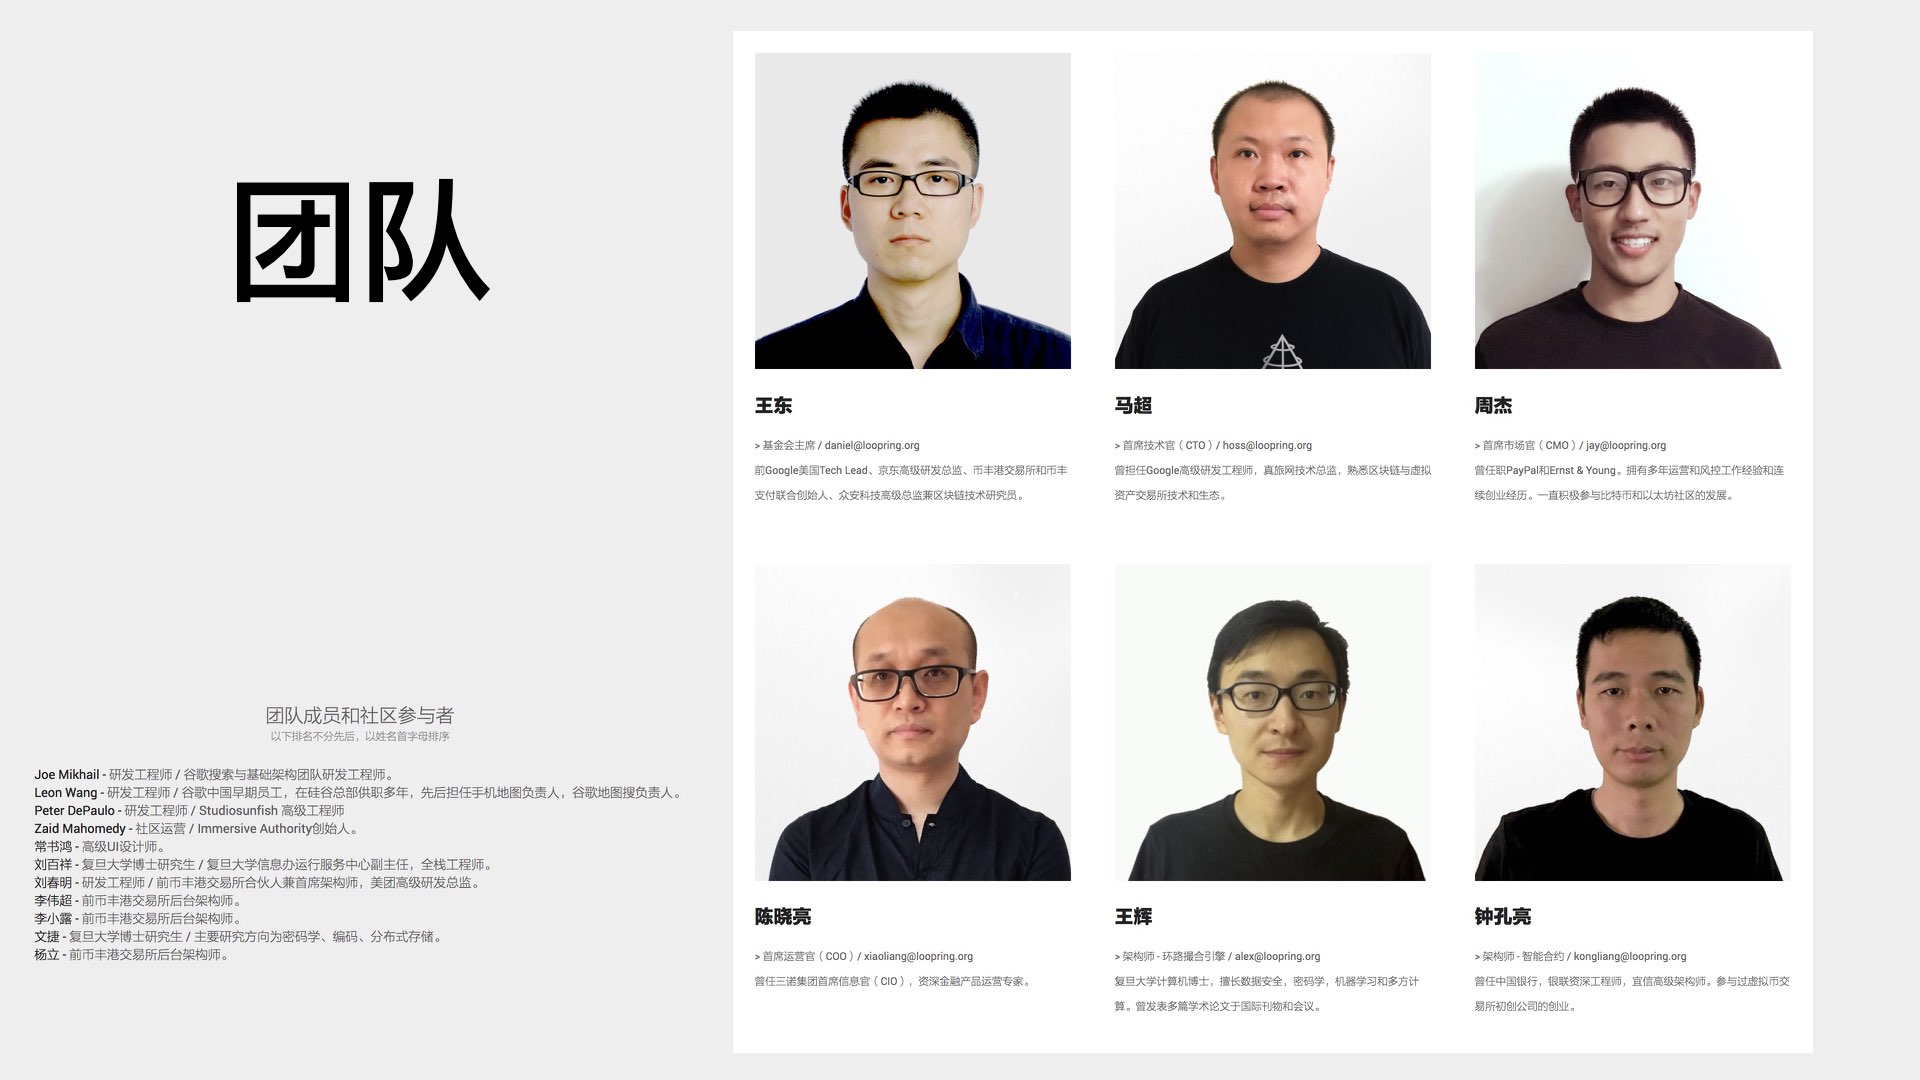 团队
团队成员和社区参与者
以下排名不分先后，以姓名首字母排序
Joe Mikhail - 研发工程师 / 谷歌搜索与基础架构团队研发工程师。
Leon Wang - 研发工程师 / 谷歌中国早期员工，在硅谷总部供职多年，先后担任手机地图负责人，谷歌地图搜负责人。
Peter DePaulo - 研发工程师 / Studiosunfish 高级工程师
Zaid Mahomedy - 社区运营 / Immersive Authority创始人。
常书鸿 - 高级UI设计师。
刘百祥 - 复旦大学博士研究生 / 复旦大学信息办运行服务中心副主任，全栈工程师。
刘春明 - 研发工程师 / 前币丰港交易所合伙人兼首席架构师，美团高级研发总监。
李伟超 - 前币丰港交易所后台架构师。
李小露 - 前币丰港交易所后台架构师。
文捷 - 复旦大学博士研究生 / 主要研究方向为密码学、编码、分布式存储。
杨立 - 前币丰港交易所后台架构师。
王东
> 基金会主席 / daniel@loopring.org
前Google美国Tech Lead、京东高级研发总监、币丰港交易所和币丰
支付联合创始人、众安科技高级总监兼区块链技术研究员。
马超
> 首席技术官（CTO）/ hoss@loopring.org
曾担任Google高级研发工程师，真旅网技术总监，熟悉区块链与虚拟
资产交易所技术和生态。
周杰
> 首席市场官（CMO）/ jay@loopring.org
曾任职PayPal和Ernst & Young。拥有多年运营和风控工作经验和连
续创业经历。一直积极参与比特币和以太坊社区的发展。
陈晓亮
> 首席运营官（COO）/ xiaoliang@loopring.org
曾任三诺集团首席信息官（CIO），资深金融产品运营专家。
王辉
> 架构师 - 环路撮合引擎 / alex@loopring.org
复旦大学计算机博士，擅长数据安全，密码学，机器学习和多方计
算。曾发表多篇学术论文于国际刊物和会议。
钟孔亮
> 架构师 - 智能合约 / kongliang@loopring.org
曾任中国银行，银联资深工程师，宜信高级架构师。参与过虚拟币交
易所初创公司的创业。